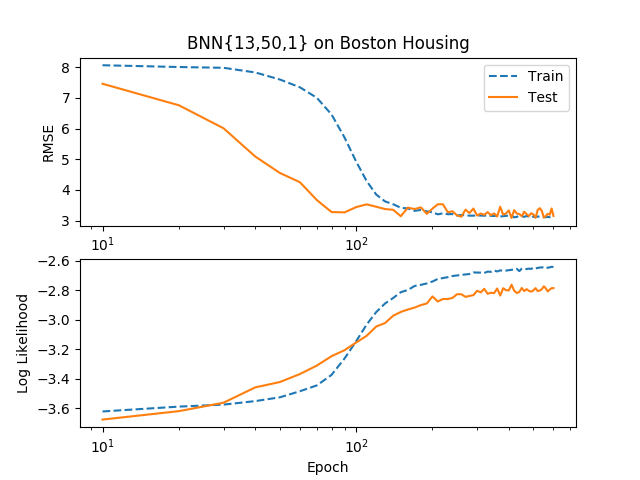 BNN{13,50,1} on Boston Housing
8
7
6
5
4
3
RMSE
Train
Test
10¹
10²
−2.6
−2.8
−3.0
−3.2
−3.4
−3.6
Log Likelihood
10¹
10²
Epoch